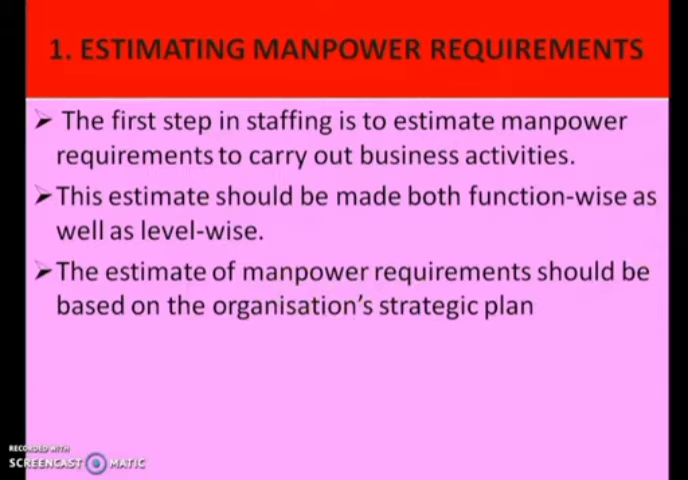 1. ESTIMATING MANPOWER REQUIREMENTS
➤ The first step in staffing is to estimate manpower
requirements to carry out business activities.
➤ This estimate should be made both function-wise as
well as level-wise.
➤ The estimate of manpower requirements should be
based on the organisation's strategic plan
RECORDED WITH
SCREENCAST MATIC